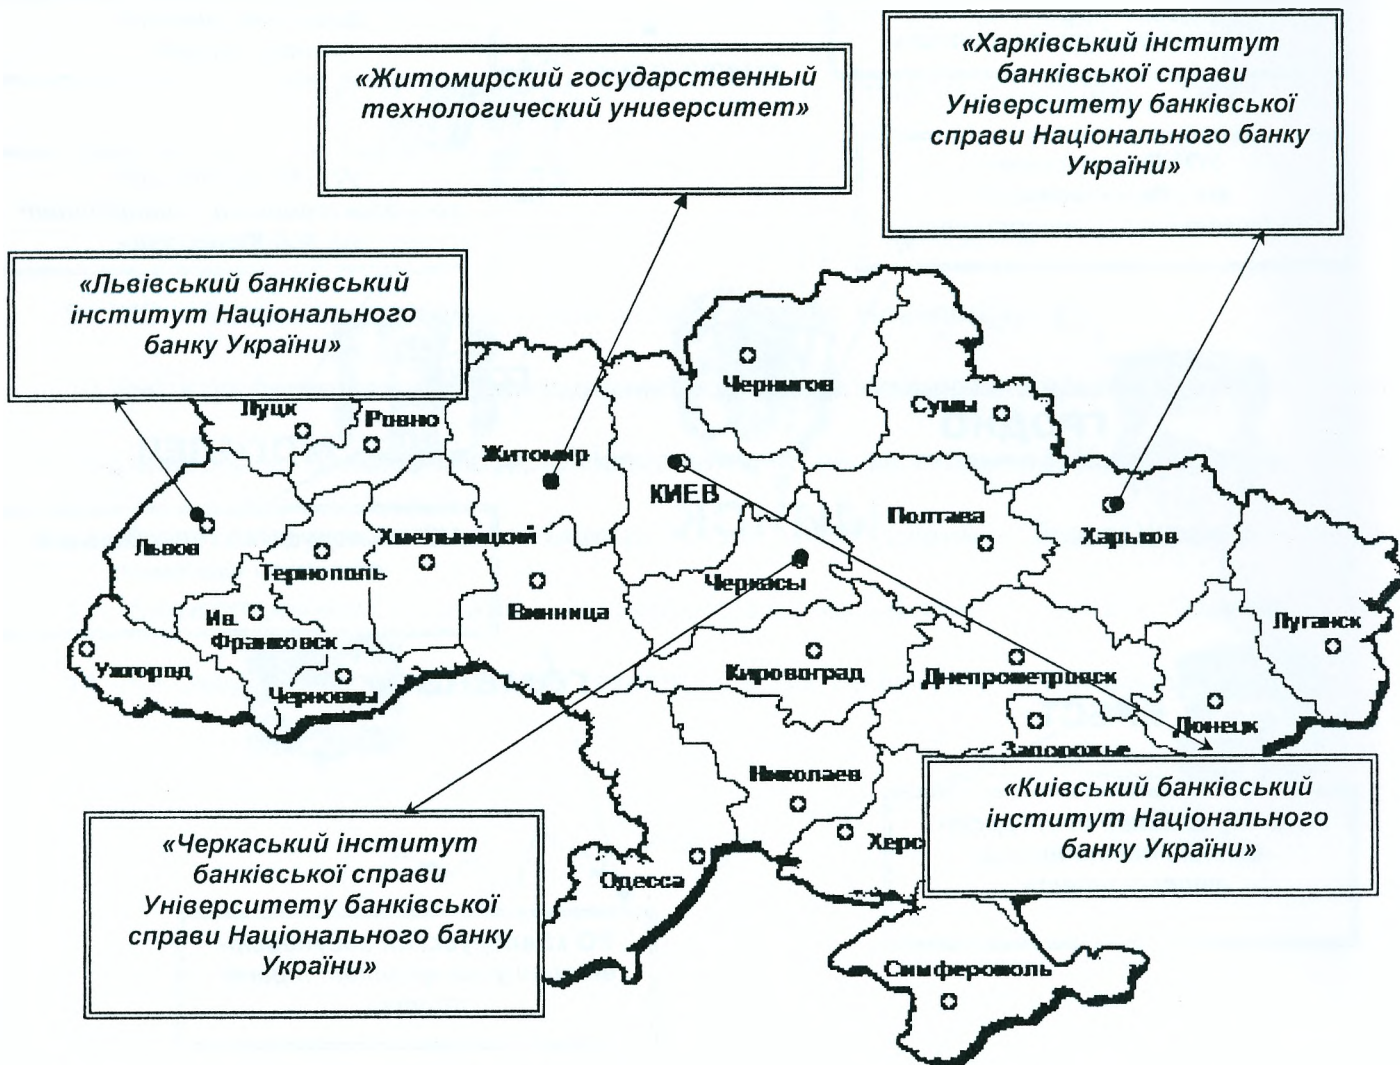 «Харківський інститут
банківської справи
Університету банківської
справи Національного банку
України»
«Житомирский государственный
технологический университет»
«Львівський банківський
інститут Національного
банку України»
Чернигов
Сумы
Луцк
Ровно
Житомир
КИЕВ
Полтава
Харьков
Львов
Хмельницкий
Тернополь
Черкасы
Винница
Ив.
Франковск
Луганск
Ужгород
Черновцы
Кировоград
Днепропетровск
Донецк
Запорожье
Николаев
Херс
Одесса
«Київський банківський
інститут Національного
банку України»
«Черкаський інститут
банківської справи
Університету банківської
справи Національного банку
України»
Симферополь